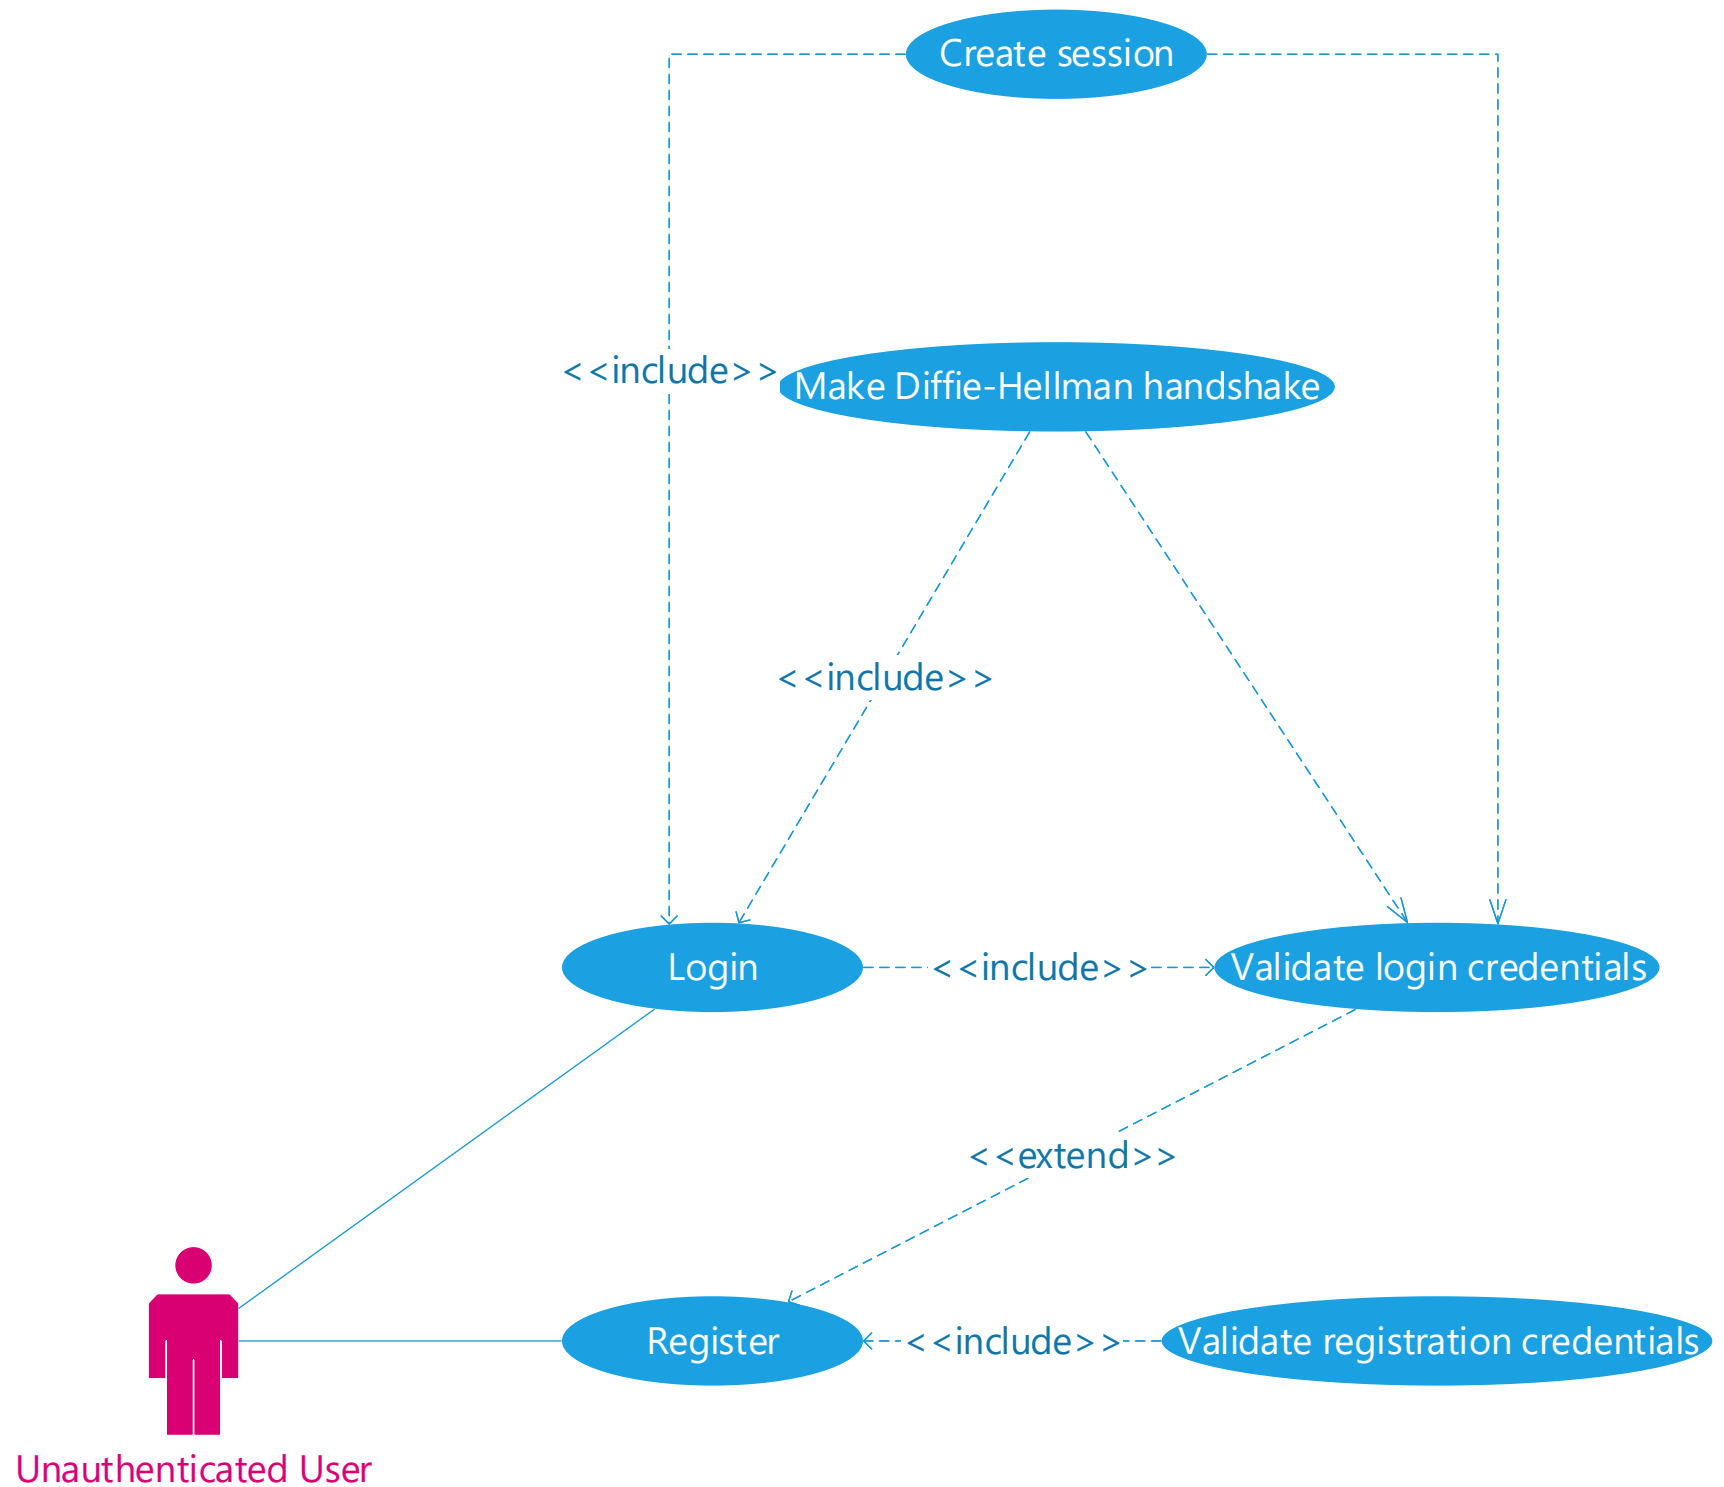 Create session
<<include>>
Make Diffie-Hellman handshake
<<include>>
Login
<<include>>
Validate login credentials
<<extend>>
Register
<<include>>
Validate registration credentials
Unauthenticated User